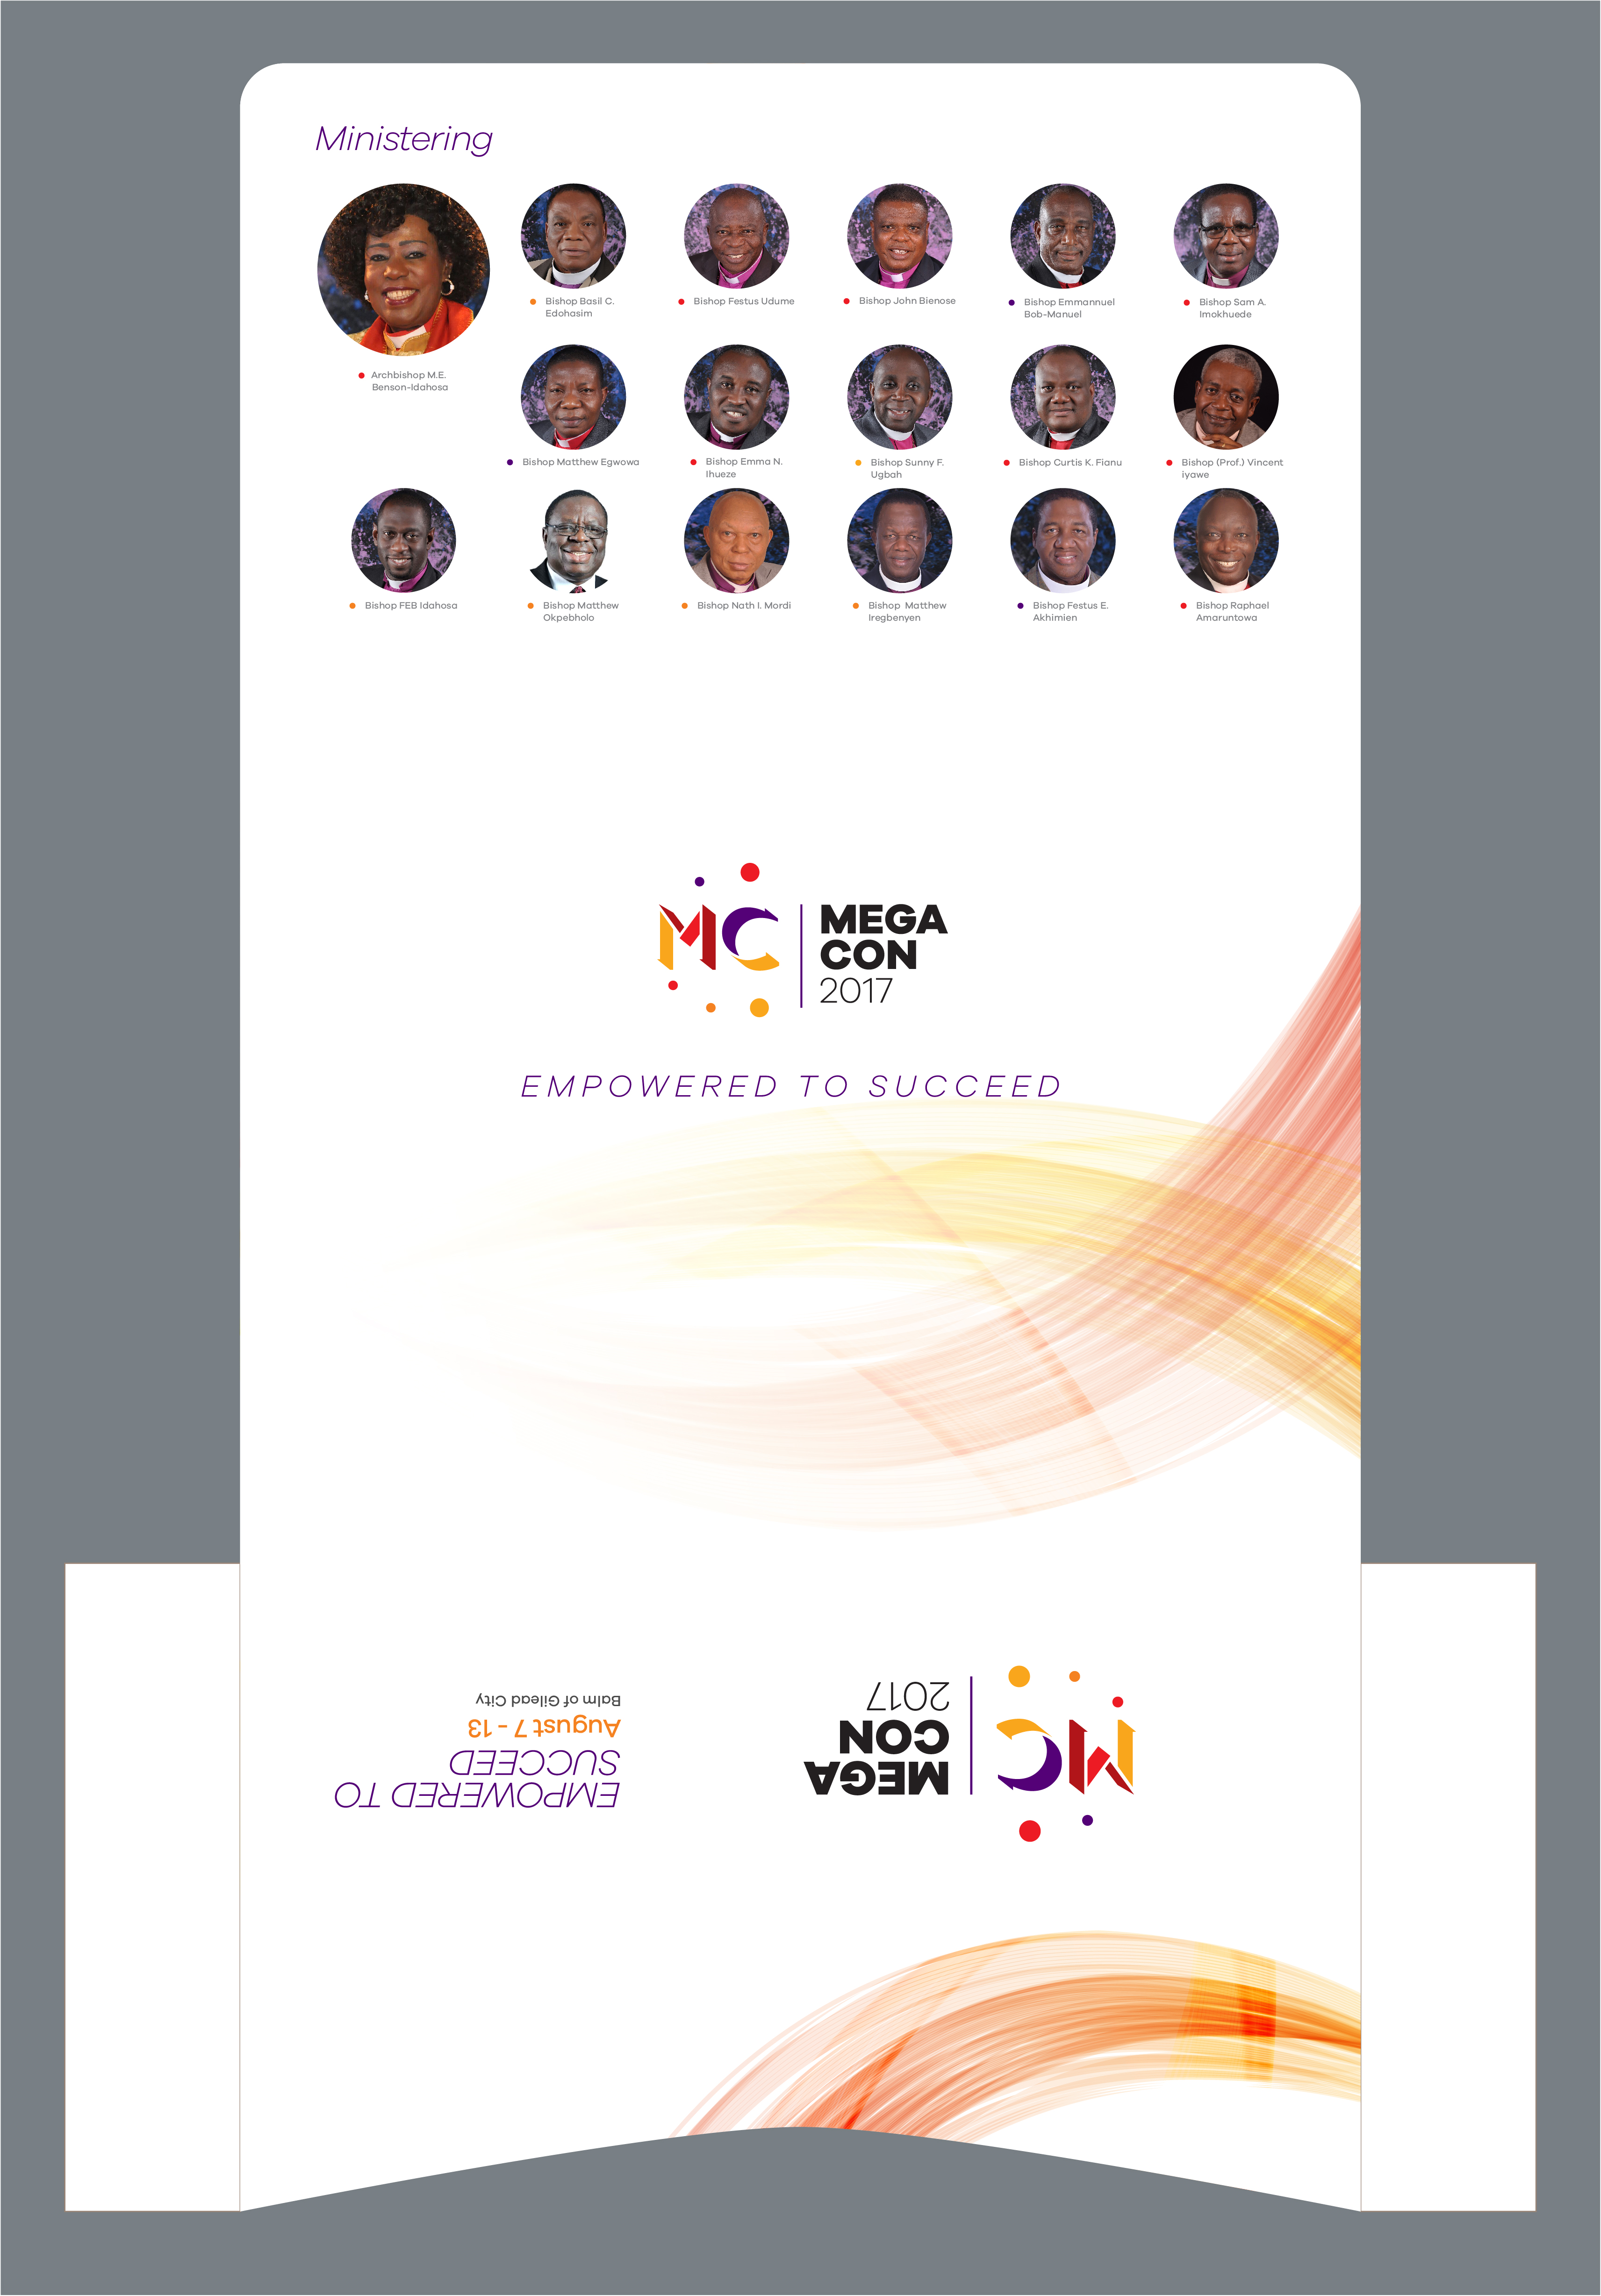 Ministering
Archbishop M.E.
Benson-Idahosa
Bishop Basil C.
Edohasim
Bishop Festus Udume
Bishop John Bienose
Bishop Emmannuel
Bob-Manuel
Bishop Sam A.
Imokhuede
Bishop Matthew Egwowa
Bishop Emma N.
Ihueze
Bishop Sunny F.
Ugbah
Bishop Curtis K. Fianu
Bishop (Prof.) Vincent
iyawe
Bishop FEB Idahosa
Bishop Matthew
Okpebholo
Bishop Nath I. Mordi
Bishop Matthew
Iregbenyen
Bishop Festus E.
Akhimien
Bishop Raphael
Amaruntowa
MC
MEGA
CON
2017
EMPOWERED TO SUCCEED
MC
MEGA
CON
2017
EMPOWERED TO
SUCCEED
August 7 - 13
Balm of Gilead City